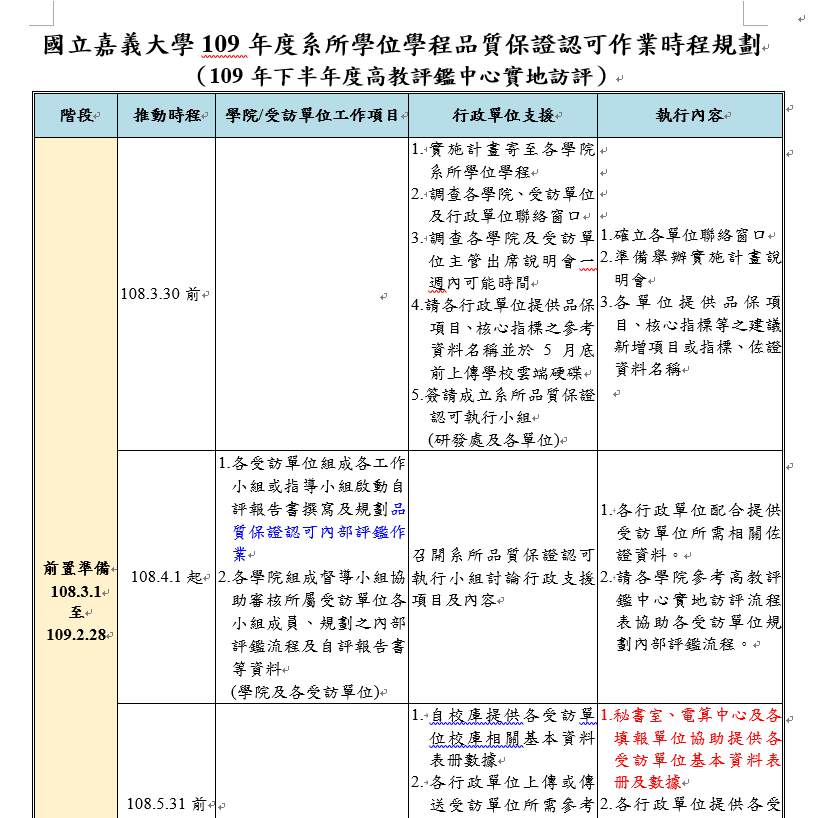 國立嘉義大學 109 年度系所學位學程品質保證認可作業時程規劃
（109 年下半年度高教評鑑中心實地訪評）
階段
推動時程
學院/受訪單位工作項目
行政單位支援
執行內容
前置準備
108.3.1
至
109.2.28
108.3.30 前
1.實施計畫寄至各學院
系所學位學程
2.調查各學院、受訪單位
及行政單位聯絡窗口
3.調查各學院及受訪單
位主管出席說明會一
週內可能時間
4.請各行政單位提供品保
項目、核心指標之參考
資料名稱並於 5 月底
前上傳學校雲端硬碟
5.簽請成立系所品質保證
認可執行小組
(研發處及各單位)
1.確立各單位聯絡窗口
2.準備舉辦實施計畫說
明會
3.各單位提供品保項
目、核心指標等之建議
新增項目或指標、佐證
資料名稱
108.4.1 起
1.各受訪單位組成各工作
小組或指導小組啟動自
評報告書撰寫及規劃品
質保證認可內部評鑑作
業
2.各學院組成督導小組協
助審核所屬受訪單位各
小組成員、規劃之內部
評鑑流程及自評報告書
等資料
(學院及各受訪單位)
召開系所品質保證認可
執行小組討論行政支援
項目及內容
1.各行政單位配合提供
受訪單位所需相關佐
證資料。
2.請各學院參考高教評
鑑中心實地訪評流程
表協助各受訪單位規
劃內部評鑑流程。
108.5.31 前
1.自校庫提供各受訪單
位校庫相關基本資料
表冊數據
2.各行政單位上傳或傳
送受訪單位所需參考
1.秘書室、電算中心及各
填報單位協助提供各
受訪單位基本資料表
冊及數據
2.各行政單位提供各受